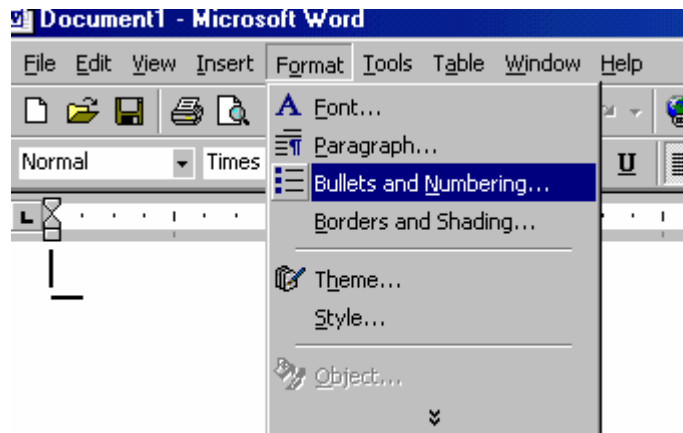 Document1 - Microsoft Word
File Edit View Insert Format Tools Table Window Help
Font...
Paragraph...
Normal Times U
Bullets and Numbering...
Borders and Shading...
Theme...
Style...
Object...